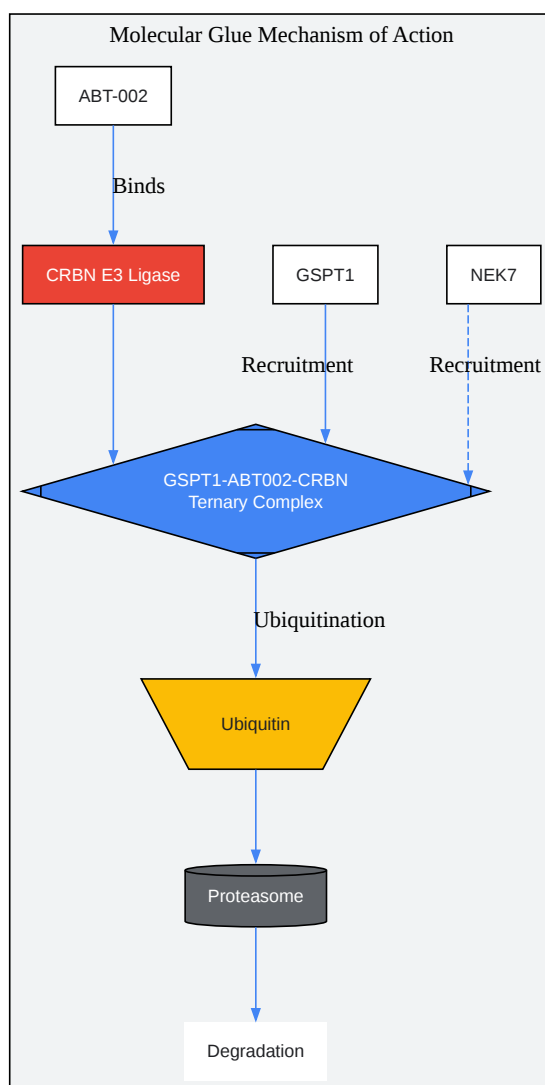 Molecular Glue Mechanism of Action
ABT-002
Binds
CRBN E3 Ligase
GSPT1
NEK7
Recruitment
Recruitment
GSPT1-ABT002-CRBN
Ternary Complex
Ubiquitination
Ubiquitin
Proteasome
Degradation